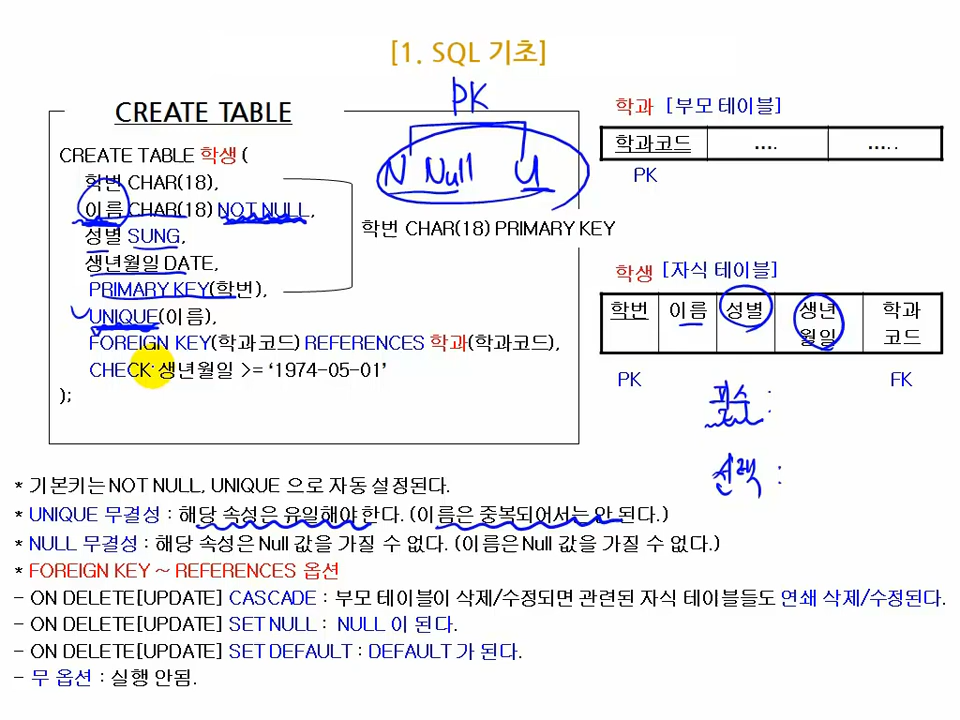 [1. SQL 기초]
PK
CREATE TABLE
N Null U
CREATE TABLE 학생 (
학번 CHAR(18),
이름 CHAR(18) NOT NULL,
성별 SUNG,
생년월일 DATE,
PRIMARY KEY(학번),
UNIQUE(이름),
FOREIGN KEY(학과코드) REFERENCES 학과(학과코드),
CHECK 생년월일 >= ‘1974-05-01’
);
학번 CHAR(18) PRIMARY KEY
학과 [부모 테이블]
학과코드 .... .....
PK
학생 [자식 테이블]
학번 이름 성별 생년월일 학과코드
PK FK
필수 :
선택 :
* 기본키는 NOT NULL, UNIQUE 으로 자동 설정된다.
* UNIQUE 무결성 : 해당 속성은 유일해야 한다. (이름은 중복되어서는 안 된다.)
* NULL 무결성 : 해당 속성은 Null 값을 가질 수 없다. (이름은 Null 값을 가질 수 없다.)
* FOREIGN KEY ~ REFERENCES 옵션
- ON DELETE[UPDATE] CASCADE : 부모 테이블이 삭제/수정되면 관련된 자식 테이블들도 연쇄 삭제/수정된다.
- ON DELETE[UPDATE] SET NULL : NULL 이 된다.
- ON DELETE[UPDATE] SET DEFAULT : DEFAULT 가 된다.
- 무 옵션 : 실행 안됨.